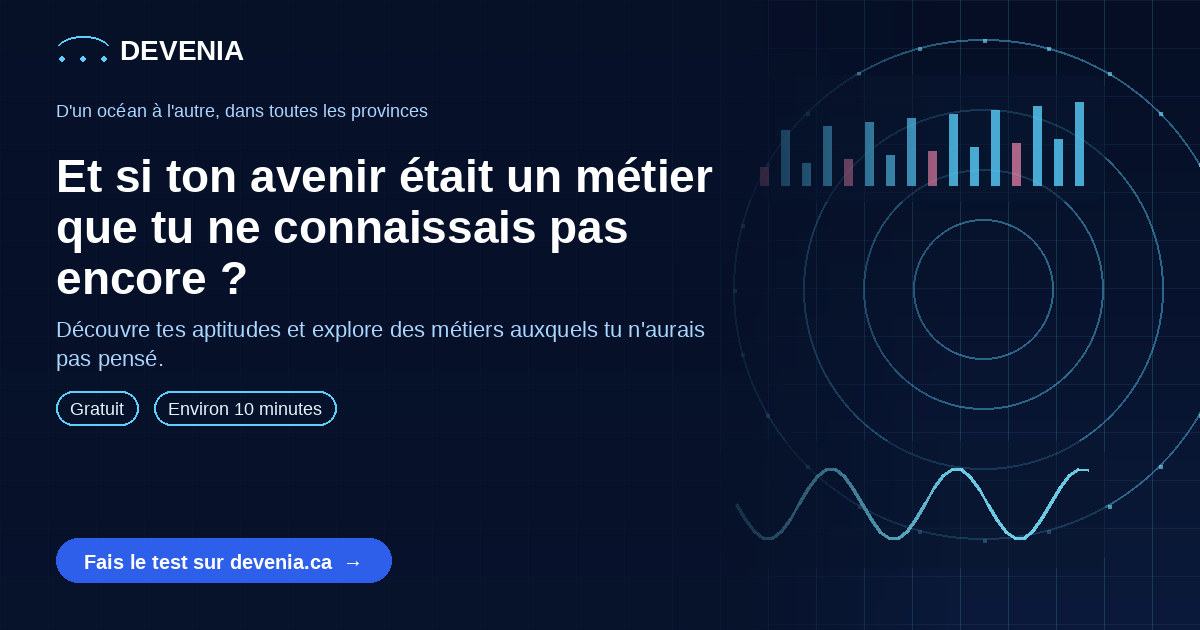 DEVENIA
D'un océan à l'autre, dans toutes les provinces
Et si ton avenir était un métier
que tu ne connaissais pas
encore ?
Découvre tes aptitudes et explore des métiers auxquels tu n'aurais
pas pensé.
Gratuit
Environ 10 minutes
Fais le test sur devenia.ca →